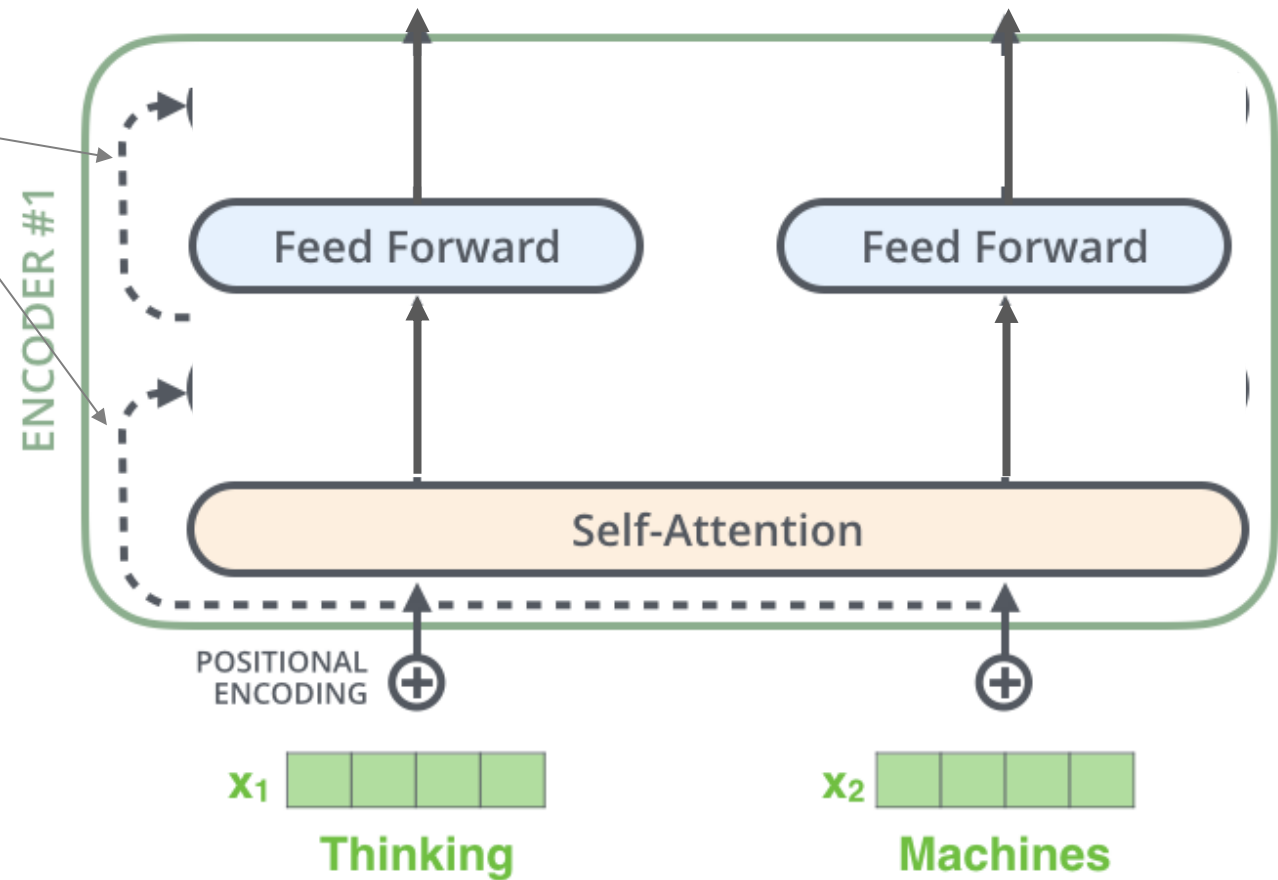 ENCODER #1
Feed Forward
Feed Forward
Self-Attention
POSITIONAL
ENCODING
x₁
x₂
Thinking
Machines